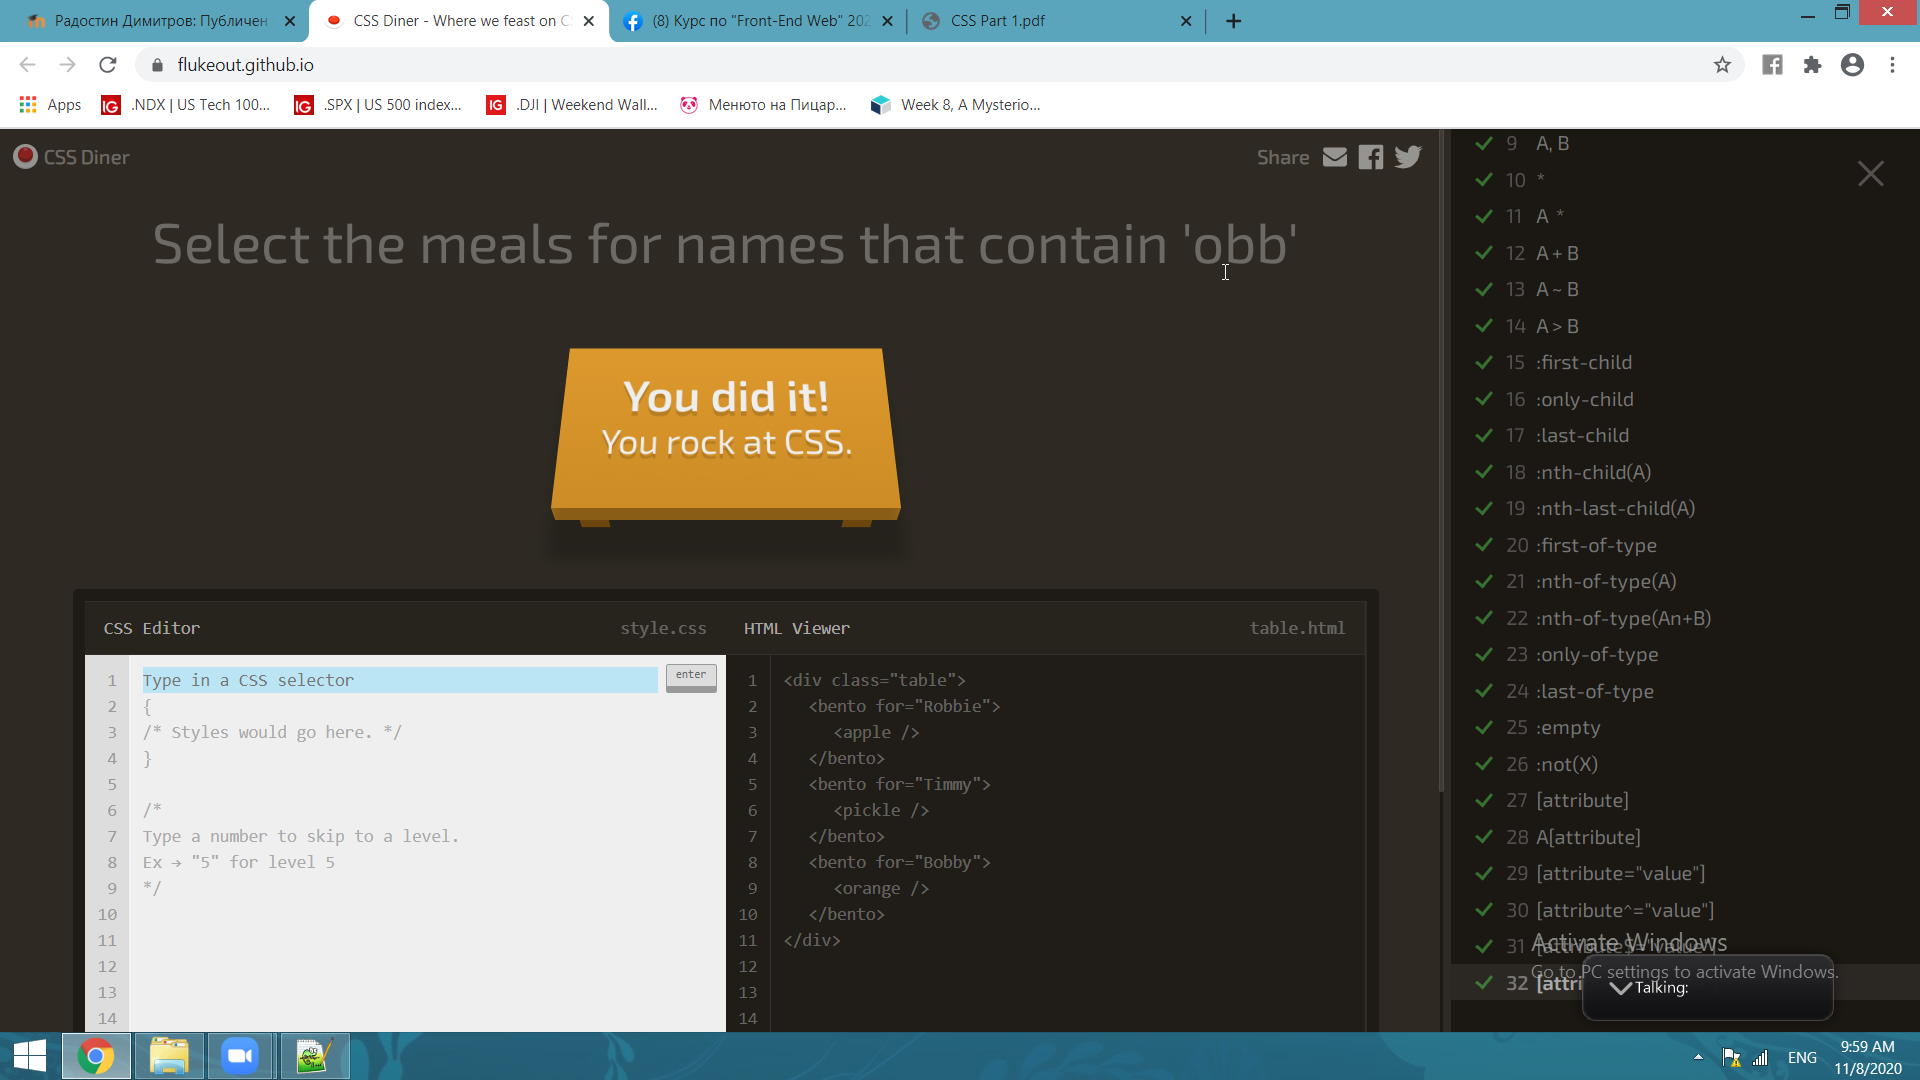 Радостин Димитров: Публичен
CSS Diner - Where we feast on C
(8) Курс по "Front-End Web" 202
CSS Part 1.pdf
flukeout.github.io
Apps
.NDX | US Tech 100...
.SPX | US 500 index...
.DJI | Weekend Wall...
Менюто на Пицар...
Week 8, A Mysterio...
CSS Diner
Share
Select the meals for names that contain 'obb'
You did it!
You rock at CSS.
CSS Editor
style.css
HTML Viewer
table.html
1 Type in a CSS selector
enter
2 {
3 /* Styles would go here. */
4 }
5
6 /*
7 Type a number to skip to a level.
8 Ex → "5" for level 5
9 */
10
11
12
13
14
1 <div class="table">
2 <bento for="Robbie">
3 <apple />
4 </bento>
5 <bento for="Timmy">
6 <pickle />
7 </bento>
8 <bento for="Bobby">
9 <orange />
10 </bento>
11 </div>
12
13
14
9 A, B
10 *
11 A *
12 A + B
13 A ~ B
14 A > B
15 :first-child
16 :only-child
17 :last-child
18 :nth-child(A)
19 :nth-last-child(A)
20 :first-of-type
21 :nth-of-type(A)
22 :nth-of-type(An+B)
23 :only-of-type
24 :last-of-type
25 :empty
26 :not(X)
27 [attribute]
28 A[attribute]
29 [attribute="value"]
30 [attribute^="value"]
31 [attribute$="value"]
32 [attri
Activate Windows
Go to PC settings to activate Windows.
Talking:
ENG
9:59 AM
11/8/2020